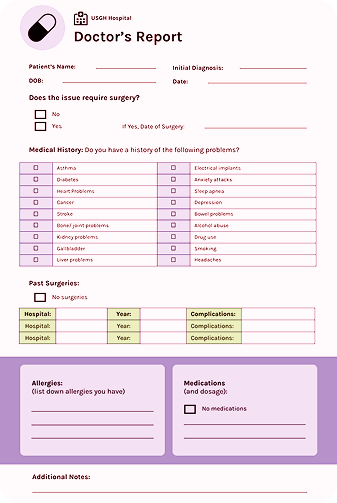 USGH Hospital
Doctor's Report
Patient's Name:
Initial Diagnosis:
DOB:
Date:
Does the issue require surgery?
No
Yes
If Yes, Date of Surgery:
Medical History: Do you have a history of the following problems?
Asthma
Electrical implants
Diabetes
Anxiety attacks
Heart Problems
Sleep apnea
Cancer
Depression
Stroke
Bowel problems
Bone/ joint problems
Alcohol abuse
Kidney problems
Drug use
Gallbladder
Smoking
Liver problems
Headaches
Past Surgeries:
No surgeries
Hospital: Year: Complications:
Hospital: Year: Complications:
Hospital: Year: Complications:
Allergies:
(list down allergies you have)
Medications
(and dosage):
No medications
Additional Notes: